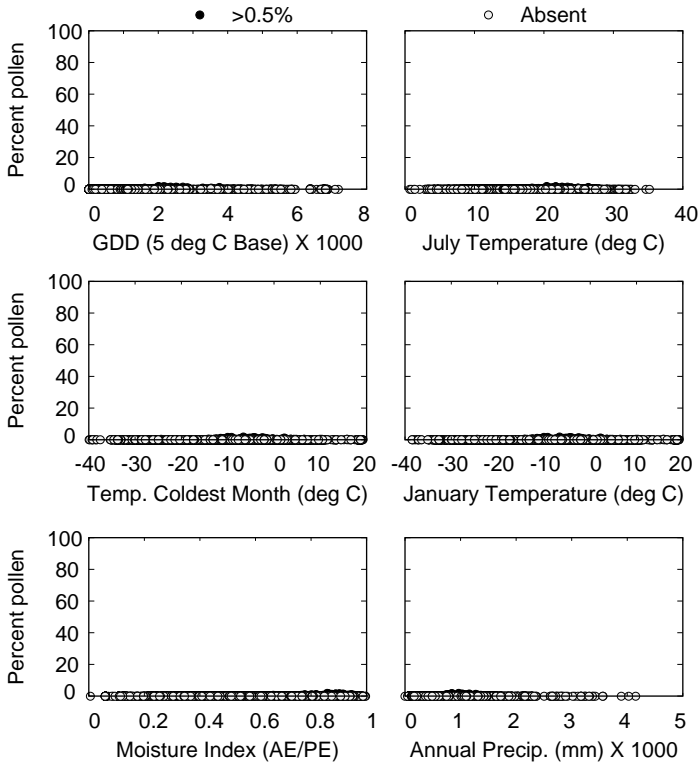 >0.5% Absent
100
80
60
40
20
0
Percent pollen
0 2 4 6 8
GDD (5 deg C Base) X 1000
0 10 20 30 40
July Temperature (deg C)
100
80
60
40
20
0
Percent pollen
-40 -30 -20 -10 0 10 20
Temp. Coldest Month (deg C)
-40 -30 -20 -10 0 10 20
January Temperature (deg C)
100
80
60
40
20
0
Percent pollen
0 0.2 0.4 0.6 0.8 1
Moisture Index (AE/PE)
0 1 2 3 4 5
Annual Precip. (mm) X 1000